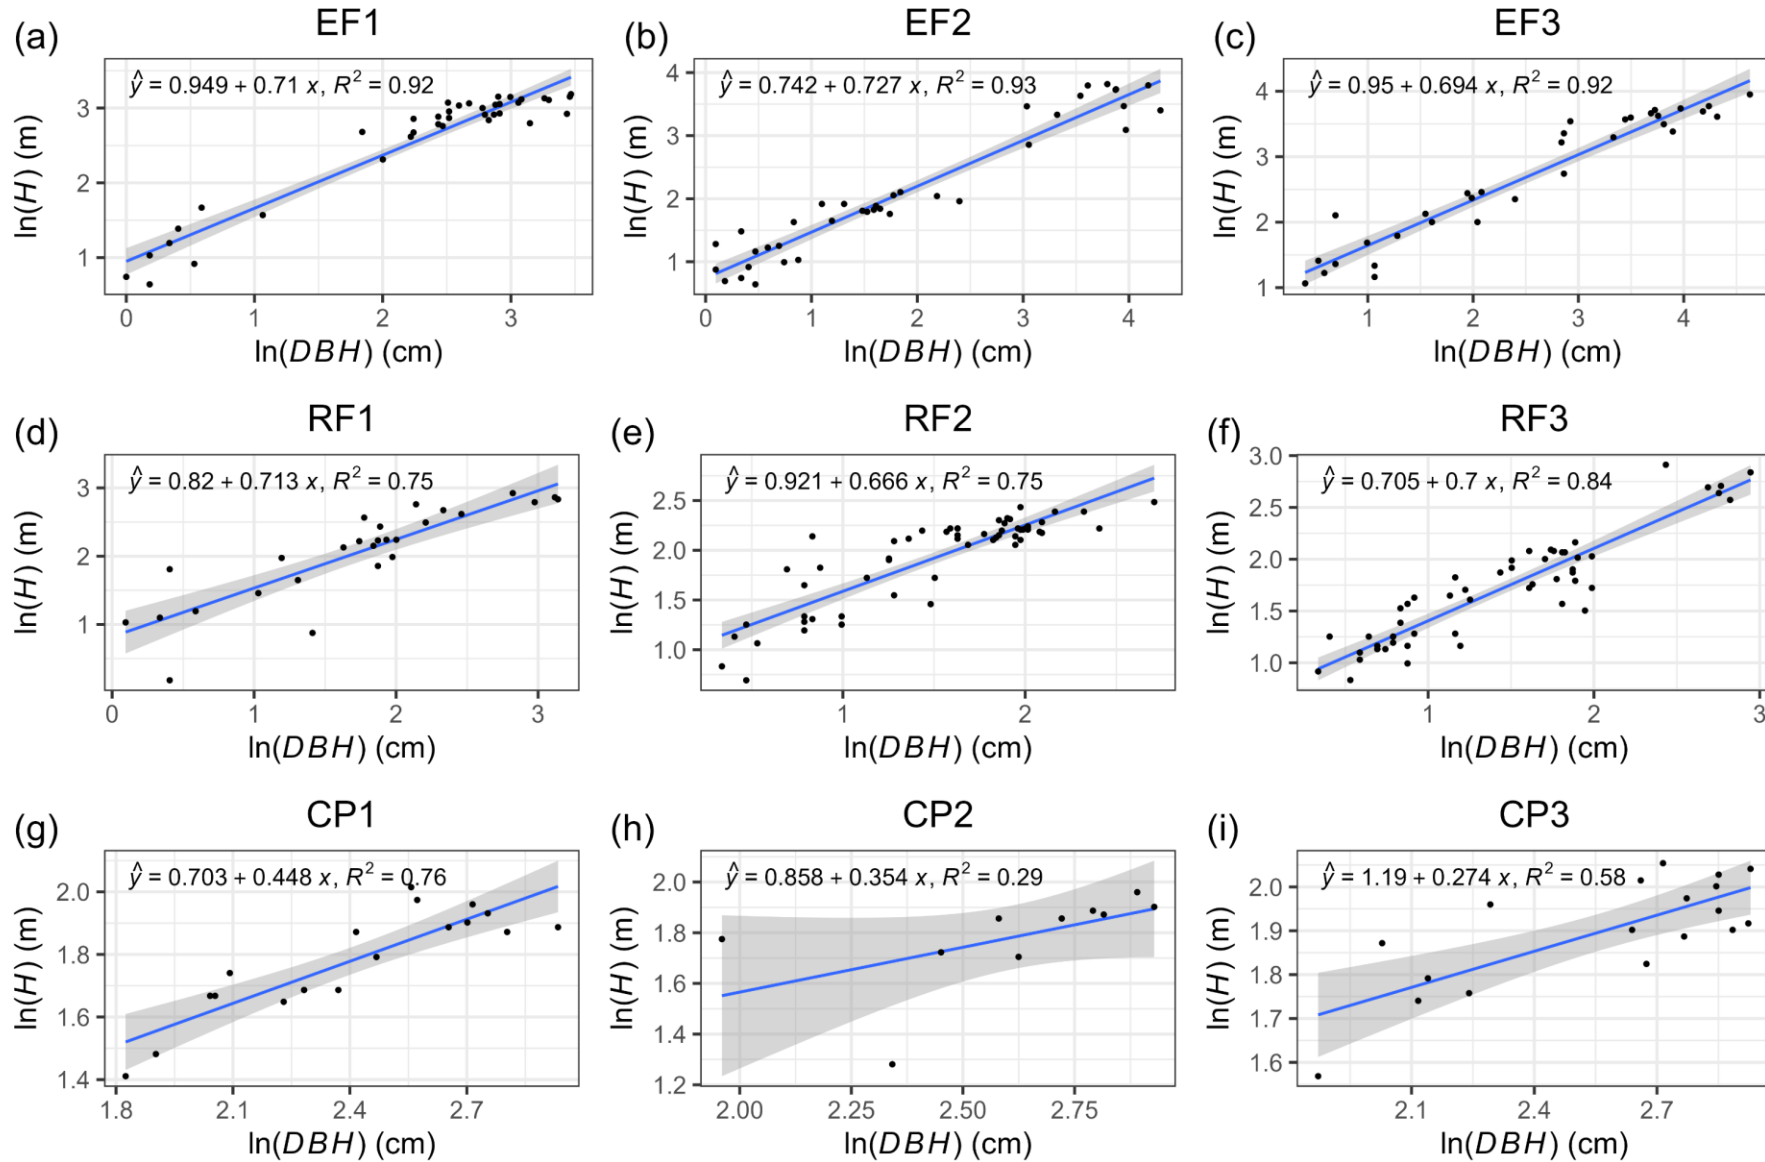 (a) EF1
ŷ = 0.949 + 0.71 x, R² = 0.92
ln(H) (m)
3
2
1
0 1 2 3
ln(DBH) (cm)
(b) EF2
ŷ = 0.742 + 0.727 x, R² = 0.93
ln(H) (m)
4
3
2
1
0 1 2 3 4
ln(DBH) (cm)
(c) EF3
ŷ = 0.95 + 0.694 x, R² = 0.92
ln(H) (m)
4
3
2
1
1 2 3 4
ln(DBH) (cm)
(d) RF1
ŷ = 0.82 + 0.713 x, R² = 0.75
ln(H) (m)
3
2
1
0 1 2 3
ln(DBH) (cm)
(e) RF2
ŷ = 0.921 + 0.666 x, R² = 0.75
ln(H) (m)
2.5
2.0
1.5
1.0
1 2
ln(DBH) (cm)
(f) RF3
ŷ = 0.705 + 0.7 x, R² = 0.84
ln(H) (m)
3.0
2.5
2.0
1.5
1.0
1 2 3
ln(DBH) (cm)
(g) CP1
ŷ = 0.703 + 0.448 x, R² = 0.76
ln(H) (m)
2.0
1.8
1.6
1.4
1.8 2.1 2.4 2.7
ln(DBH) (cm)
(h) CP2
ŷ = 0.858 + 0.354 x, R² = 0.29
ln(H) (m)
2.0
1.8
1.6
1.4
1.2
2.00 2.25 2.50 2.75
ln(DBH) (cm)
(i) CP3
ŷ = 1.19 + 0.274 x, R² = 0.58
ln(H) (m)
2.0
1.9
1.8
1.7
1.6
2.1 2.4 2.7
ln(DBH) (cm)